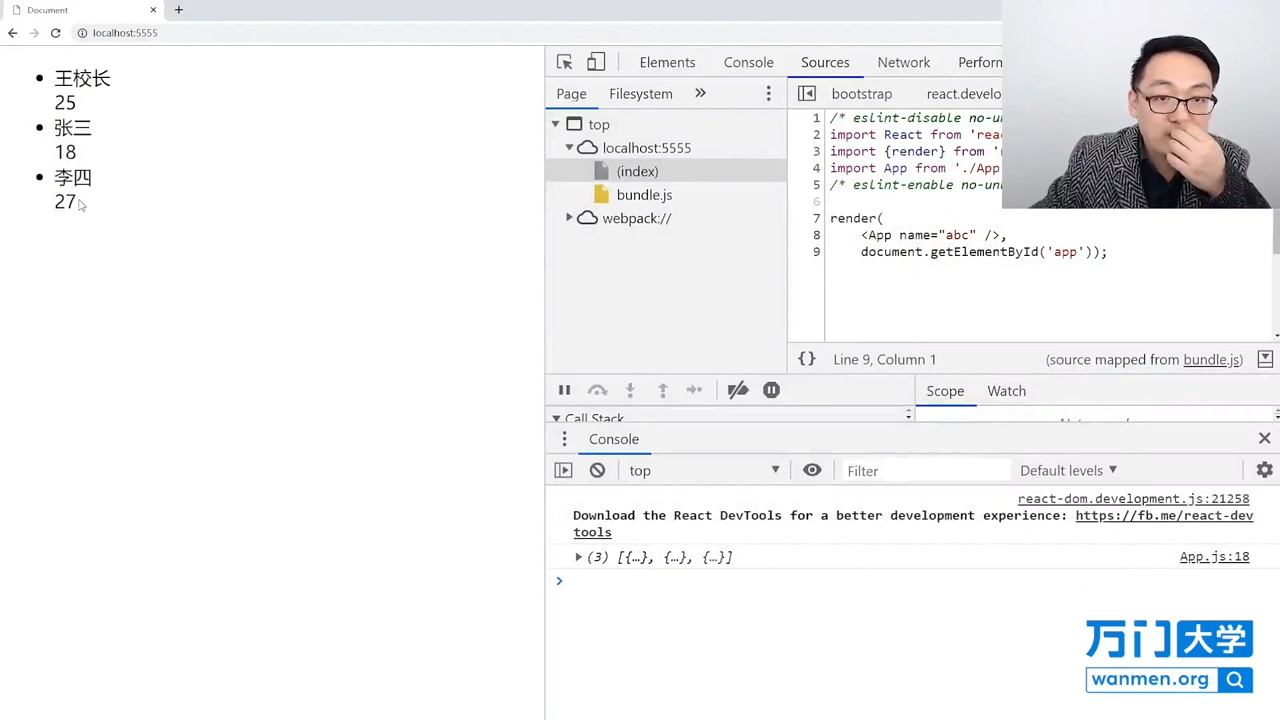 Document
localhost:5555
王校长
25
张三
18
李四
27
Elements
Console
Sources
Network
Perform
Page
Filesystem
top
localhost:5555
(index)
bundle.js
webpack://
bootstrap
react.develo
1 /* eslint-disable no-un
2 import React from 'reac
3 import {render} from '
4 import App from './App
5 /* eslint-enable no-un
6
7 render(
8 <App name="abc" />,
9 document.getElementById('app'));
{} Line 9, Column 1
(source mapped from bundle.js)
Scope
Watch
Call Stack
Console
top
Filter
Default levels
react-dom.development.js:21258
Download the React DevTools for a better development experience: https://fb.me/react-dev
tools
(3) [{…}, {…}, {…}]
App.js:18
万门大学
wanmen.org